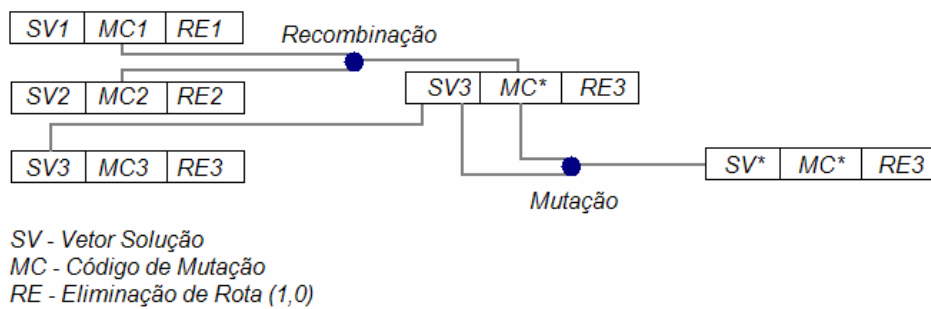 SV1 MC1 RE1
Recombinação
SV2 MC2 RE2
SV3 MC* RE3
SV3 MC3 RE3
SV* MC* RE3
Mutação
SV - Vetor Solução
MC - Código de Mutação
RE - Eliminação de Rota (1,0)